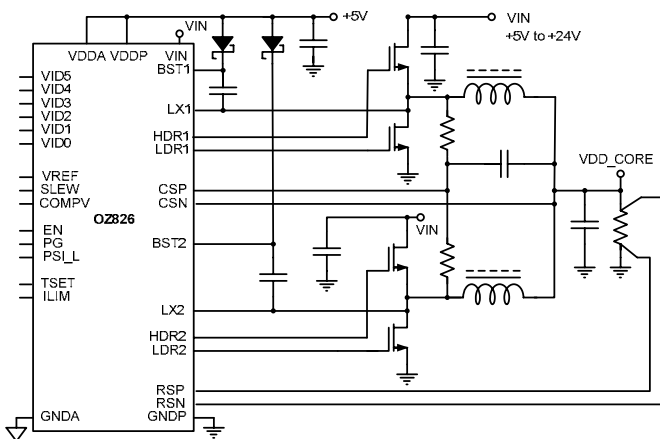 +5V
VIN
VIN
+5V to +24V
VDDA
VDDP
VIN
BST1
VID5
VID4
VID3
VID2
VID1
VID0
LX1
HDR1
LDR1
VREF
SLEW
COMPV
CSP
CSN
VDD_CORE
OZ826
EN
PG
PSI_L
BST2
VIN
TSET
ILIM
LX2
HDR2
LDR2
RSP
RSN
GNDA
GNDP